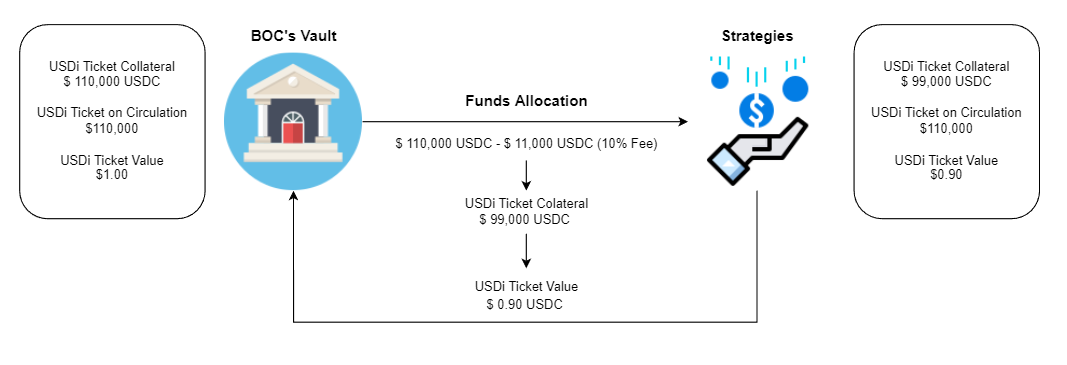 USDi Ticket Collateral
$ 110,000 USDC
USDi Ticket on Circulation
$110,000
USDi Ticket Value
$1.00
BOC's Vault
Funds Allocation
$ 110,000 USDC - $ 11,000 USDC (10% Fee)
USDi Ticket Colateral
$ 99,000 USDC
USDi Ticket Value
$ 0.90 USDC
Strategies
$
USDi Ticket Collateral
$ 99,000 USDC
USDi Ticket on Circulation
$110,000
USDi Ticket Value
$0.90